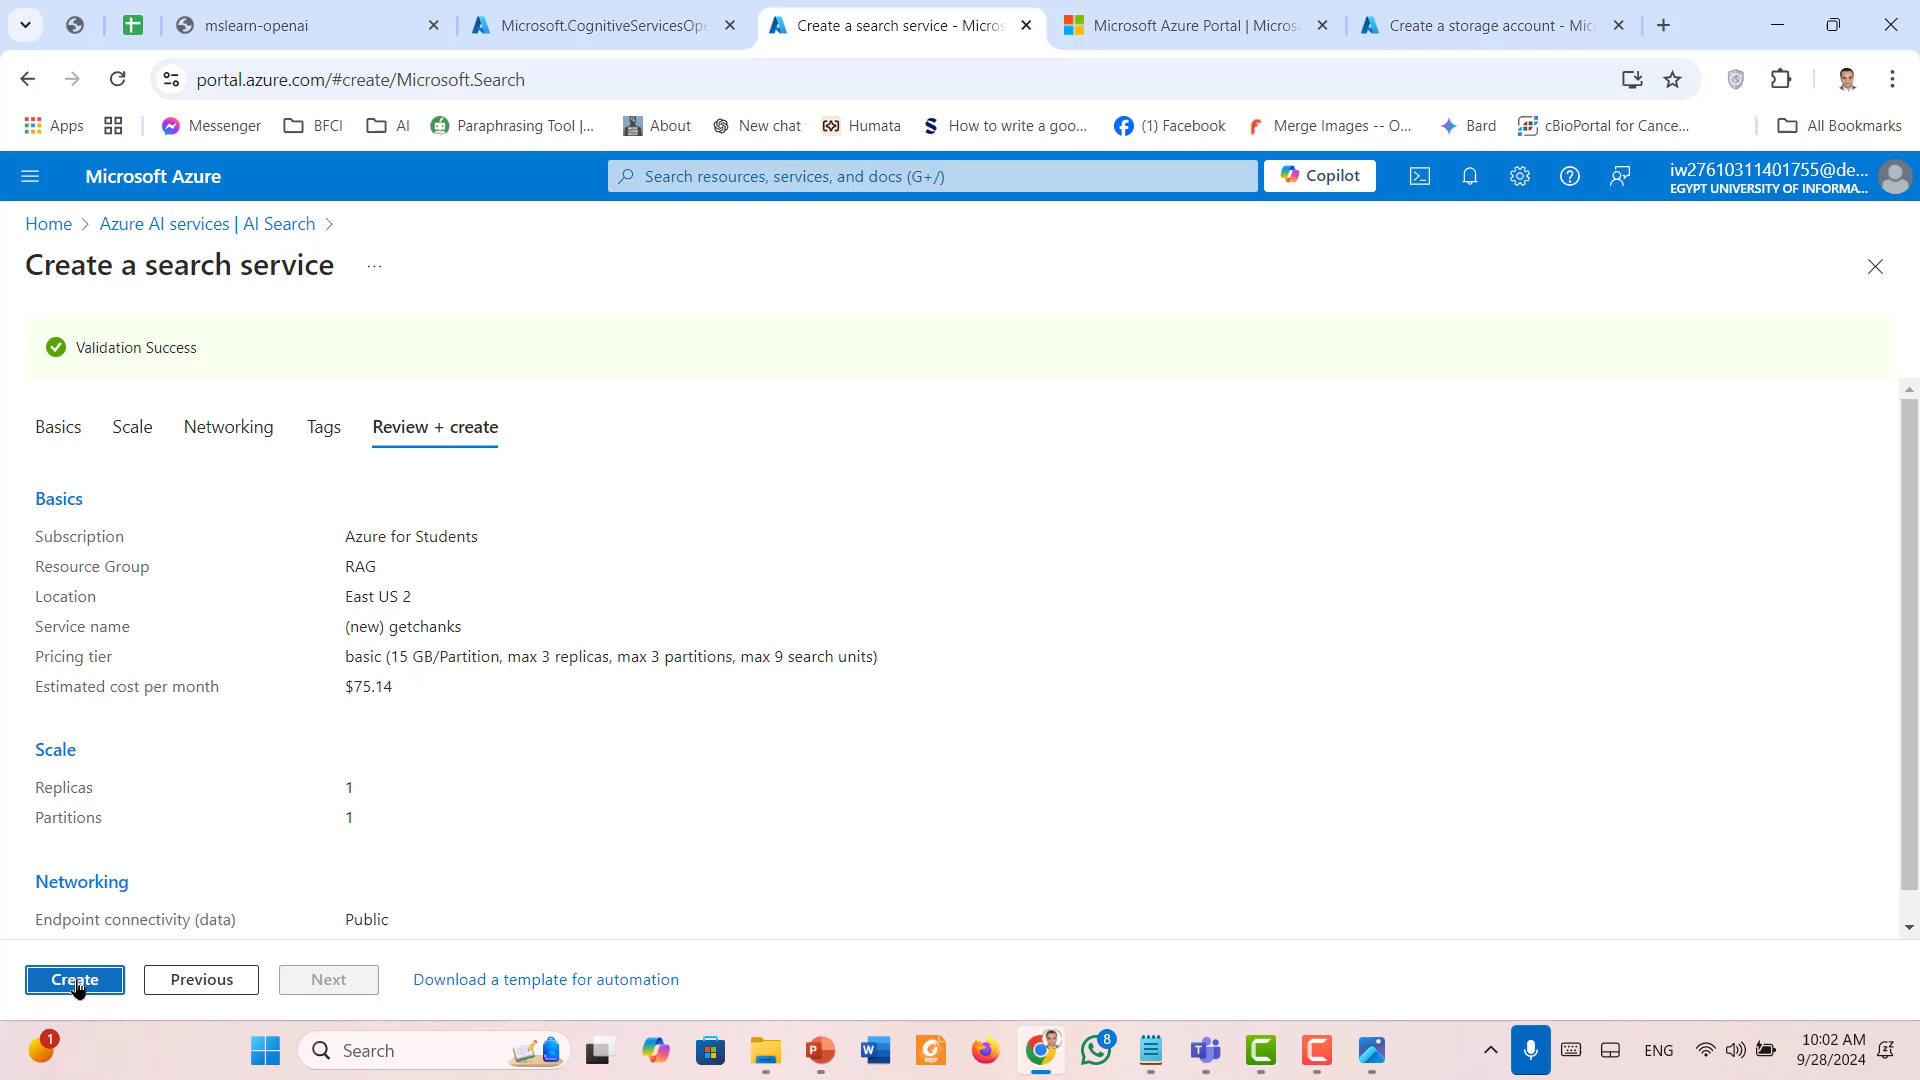 mslearn-openai
Microsoft.CognitiveServicesOpe
Create a search service - Micros
Microsoft Azure Portal | Micros
Create a storage account - Mic
portal.azure.com/#create/Microsoft.Search
Apps
Messenger
BFCI
AI
Paraphrasing Tool |...
About
New chat
Humata
How to write a goo...
(1) Facebook
Merge Images -- O...
Bard
cBioPortal for Cance...
All Bookmarks
Microsoft Azure
Search resources, services, and docs (G+/)
Copilot
iw27610311401755@de...
EGYPT UNIVERSITY OF INFORMA...
Home > Azure AI services | AI Search >
Create a search service ...
Validation Success
Basics Scale Networking Tags Review + create
Basics
Subscription Azure for Students
Resource Group RAG
Location East US 2
Service name (new) getchanks
Pricing tier basic (15 GB/Partition, max 3 replicas, max 3 partitions, max 9 search units)
Estimated cost per month $75.14
Scale
Replicas 1
Partitions 1
Networking
Endpoint connectivity (data) Public
Create Previous Next Download a template for automation
1
Search
8
ENG
10:02 AM
9/28/2024